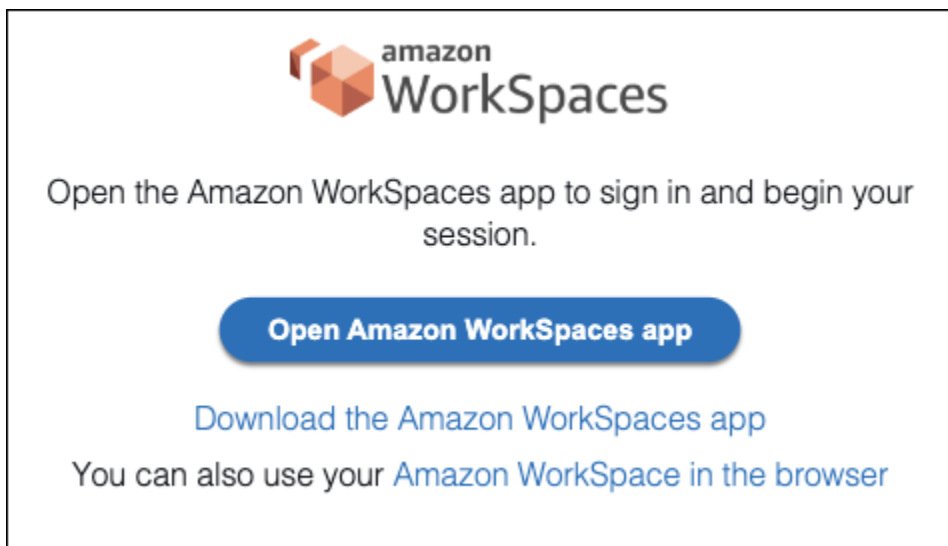 amazon
WorkSpaces
Open the Amazon WorkSpaces app to sign in and begin your
session.
Open Amazon WorkSpaces app
Download the Amazon WorkSpaces app
You can also use your Amazon WorkSpace in the browser